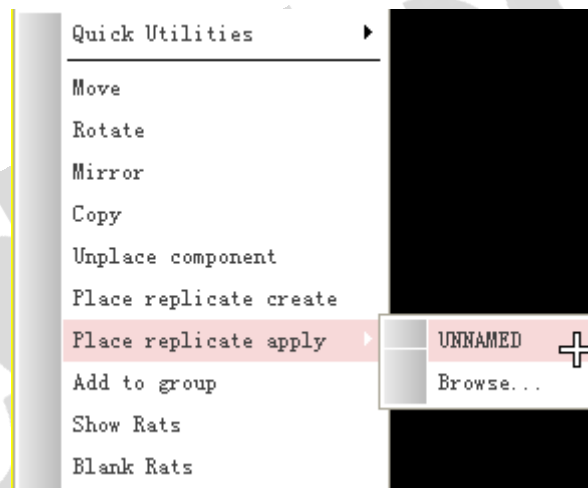 Quick Utilities
Move
Rotate
Mirror
Copy
Unplace component
Place replicate create
Place replicate apply
UNNAMED
Add to group
Browse...
Show Rats
Blank Rats